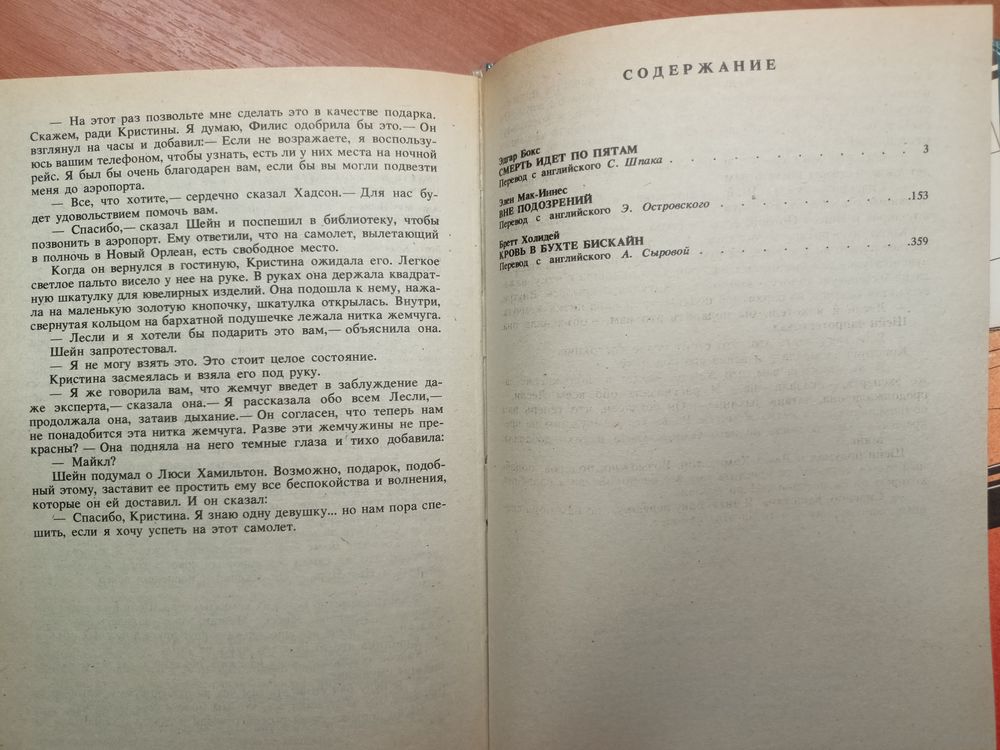 — На этот раз позвольте мне сделать это в качестве подарка.
Скажем, ради Кристины. Я думаю, Филис одобрила бы это.— Он
взглянул на часы и добавил:— Если не возражаете, я воспользу-
юсь вашим телефоном, чтобы узнать, есть ли у них места на ночной
рейс. Я был бы очень благодарен вам, если бы вы могли подвезти
меня до аэропорта.
— Все, что хотите,— сердечно сказал Хадсон.— Для нас бу-
дет удовольствием помочь вам.
— Спасибо,— сказал Шейн и поспешил в библиотеку, чтобы
позвонить в аэропорт. Ему ответили, что на самолет, вылетающий
в полночь в Новый Орлеан, есть свободное место.
Когда он вернулся в гостиную, Кристина ожидала его. Легкое
светлое пальто висело у нее на руке. В руках она держала квадрат-
ную шкатулку для ювелирных изделий. Она подошла к нему, нажа-
ла на маленькую золотую кнопочку, шкатулка открылась. Внутри,
свернутая кольцом на бархатной подушечке лежала нитка жемчуга.
— Лесли и я хотели бы подарить это вам,— объяснила она.
Шейн запротестовал.
— Я не могу взять это. Это стоит целое состояние.
Кристина засмеялась и взяла его под руку.
— Я же говорила вам, что жемчуг введет в заблуждение да-
же эксперта,— сказала она.— Я рассказала обо всем Лесли,—
продолжала она, затаив дыхание.— Он согласен, что теперь нам
не понадобится эта нитка жемчуга. Разве эти жемчужины не пре-
красны? — Она подняла на него темные глаза и тихо добавила:
— Майкл?
Шейн подумал о Люси Хамильтон. Возможно, подарок, подоб-
ный этому, заставит ее простить ему все беспокойства и волнения,
которые он ей доставил. И он сказал:
— Спасибо, Кристина. Я знаю одну девушку... но нам пора спе-
шить, если я хочу успеть на этот самолет.
СОДЕРЖАНИЕ
Эдгар Бокс
СМЕРТЬ ИДЕТ ПО ПЯТАМ
Перевод с английского С. Шпака . . . . . . . . . . 3
Элен Мак-Иннес
ВНЕ ПОДОЗРЕНИЙ
Перевод с английского Э. Островского . . . . . . . . .153
Бретт Холидей
КРОВЬ В БУХТЕ БИСКАЙН
Перевод с английского А. Сыровой . . . . . . . . . .359